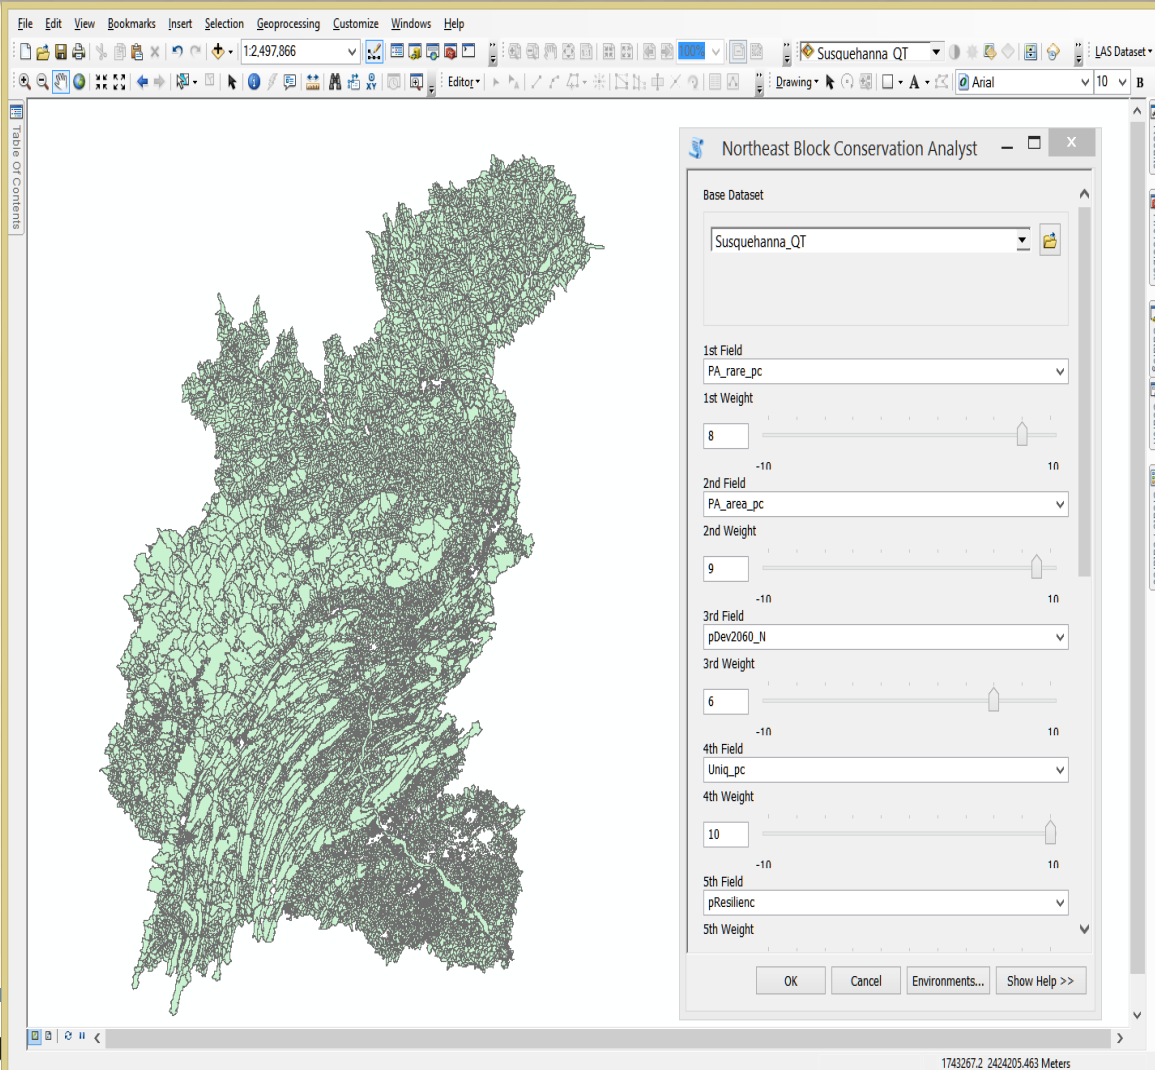 File Edit View Bookmarks Insert Selection Geoprocessing Customize Windows Help
1:2,497,866 100% Susquehanna_QT LAS Dataset
Editor Drawing A Arial 10 B
Table Of Contents
Northeast Block Conservation Analyst
Base Dataset
Susquehanna_QT
1st Field
PA_rare_pc
1st Weight
8
-10 10
2nd Field
PA_area_pc
2nd Weight
9
-10 10
3rd Field
pDev2060_N
3rd Weight
6
-10 10
4th Field
Uniq_pc
4th Weight
10
-10 10
5th Field
pResilienc
5th Weight
OK Cancel Environments... Show Help >>
1743267.2 2424205.463 Meters